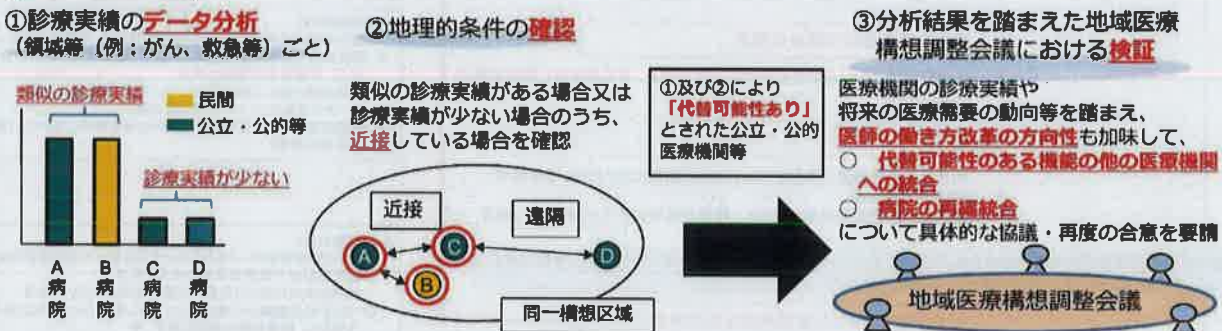 ①診療実績のデータ分析
（領域等（例：がん、救急等）ごと）
類似の診療実績
民間
公立・公的等
診療実績が少ない
A病院
B病院
C病院
D病院
②地理的条件の確認
類似の診療実績がある場合又は
診療実績が少ない場合のうち、
近接している場合を確認
近接
遠隔
A
C
D
B
同一構想区域
①及び②により
「代替可能性あり」
とされた公立・公的
医療機関等
③分析結果を踏まえた地域医療
構想調整会議における検証
医療機関の診療実績や
将来の医療需要の動向等を踏まえ、
医師の働き方改革の方向性も加味して、
○ 代替可能性のある機能の他の医療機関
への統合
○ 病院の再編統合
について具体的な協議・再度の合意を要請
地域医療構想調整会議